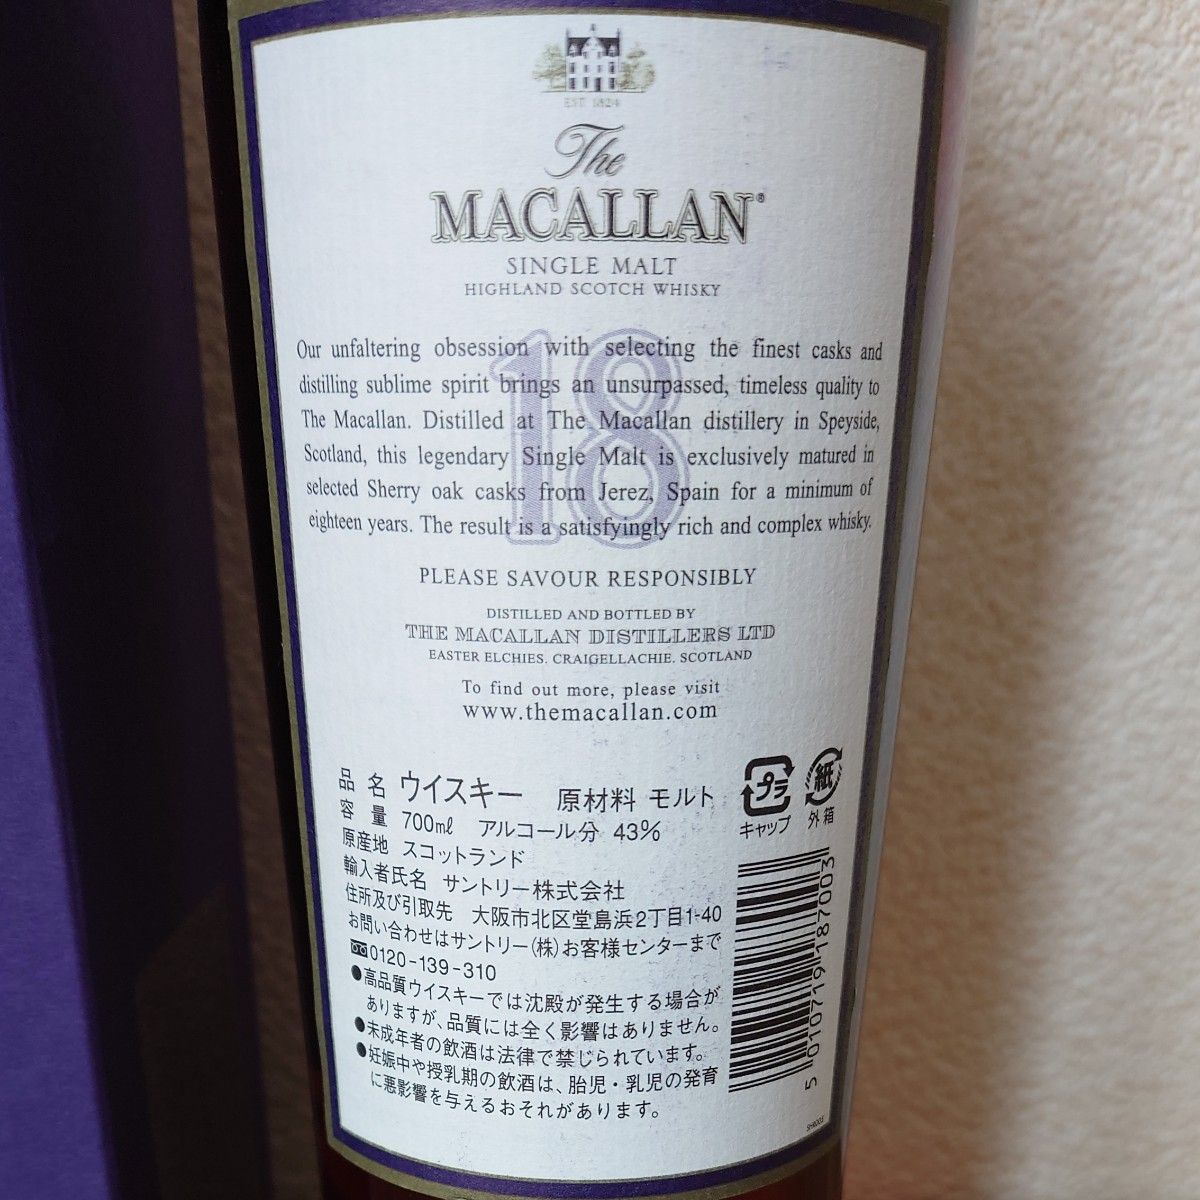 EST. 1824
The
MACALLAN®
SINGLE MALT
HIGHLAND SCOTCH WHISKY
18
Our unfaltering obsession with selecting the finest casks and
distilling sublime spirit brings an unsurpassed, timeless quality to
The Macallan. Distilled at The Macallan distillery in Speyside,
Scotland, this legendary Single Malt is exclusively matured in
selected Sherry oak casks from Jerez, Spain for a minimum of
eighteen years. The result is a satisfyingly rich and complex whisky.
PLEASE SAVOUR RESPONSIBLY
DISTILLED AND BOTTLED BY
THE MACALLAN DISTILLERS LTD
EASTER ELCHIES. CRAIGELLACHIE. SCOTLAND
To find out more, please visit
www.themacallan.com
品名 ウイスキー 原材料 モルト
容量 700㎖ アルコール分 43%
原産地 スコットランド
輸入者氏名 サントリー株式会社
住所及び引取先 大阪市北区堂島浜2丁目1-40
お問い合わせはサントリー(株)お客様センターまで
0120-139-310
●高品質ウイスキーでは沈殿が発生する場合が
ありますが、品質には全く影響はありません。
●未成年者の飲酒は法律で禁じられています。
●妊娠中や授乳期の飲酒は、胎児・乳児の発育
に悪影響を与えるおそれがあります。
プラ
キャップ
紙
外箱
5 010719 187003